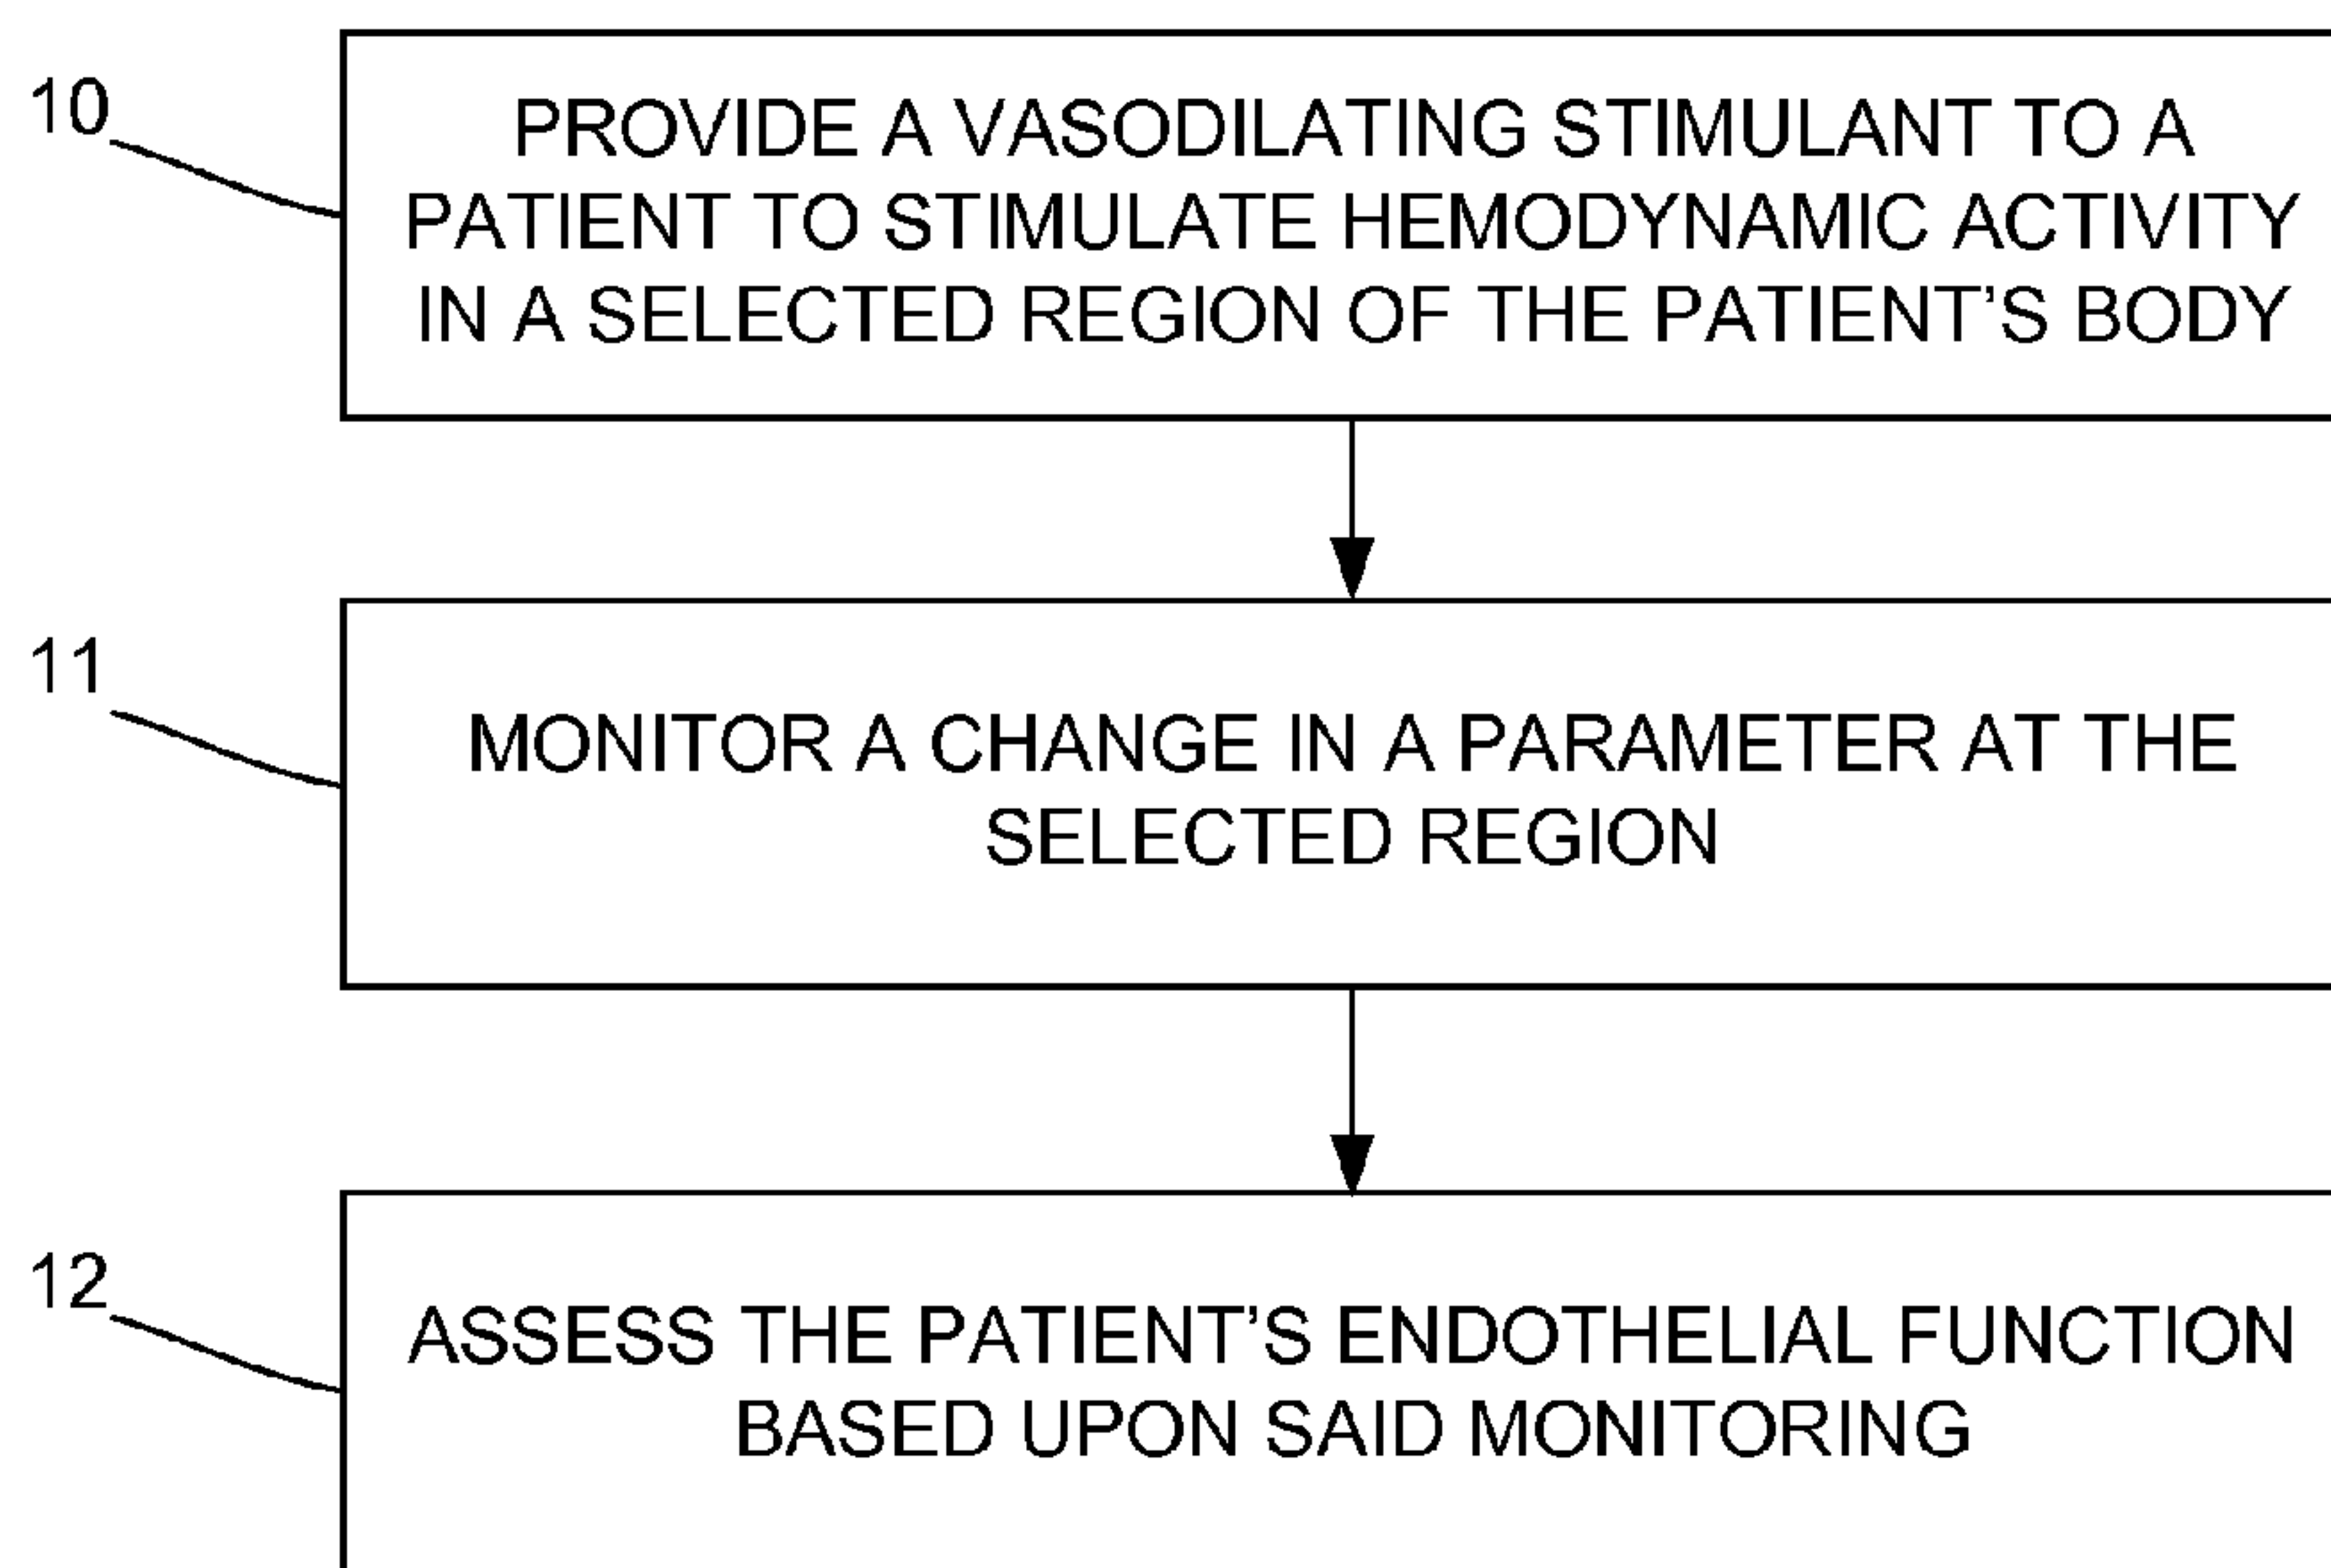 10
PROVIDE A VASODILATING STIMULANT TO A
PATIENT TO STIMULATE HEMODYNAMIC ACTIVITY
IN A SELECTED REGION OF THE PATIENT’S BODY
11
MONITOR A CHANGE IN A PARAMETER AT THE
SELECTED REGION
12
ASSESS THE PATIENT’S ENDOTHELIAL FUNCTION
BASED UPON SAID MONITORING